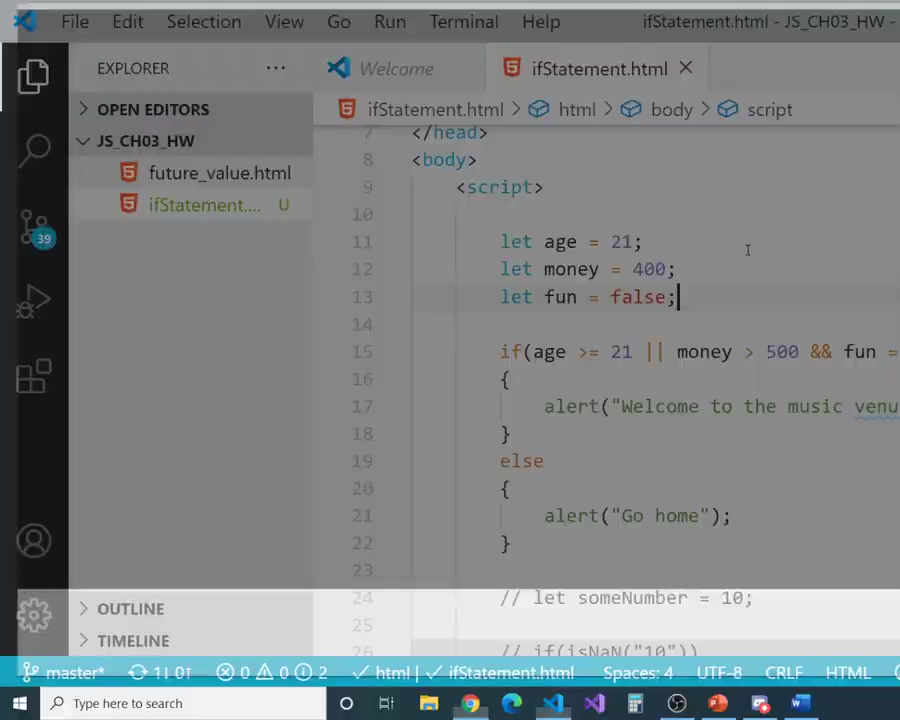 File Edit Selection View Go Run Terminal Help ifStatement.html - JS_CH03_HW -
EXPLORER ···
Welcome ifStatement.html
OPEN EDITORS
ifStatement.html > html > body > script
JS_CH03_HW
future_value.html
ifStatement.... U
39
7 </head>
8 <body>
9 <script>
10
11 let age = 21;
12 let money = 400;
13 let fun = false;
14
15 if(age >= 21 || money > 500 && fun =
16 {
17 alert("Welcome to the music venu
18 }
19 else
20 {
21 alert("Go home");
22 }
23
24 // let someNumber = 10;
25
26 // if(isNaN("10"))
OUTLINE
TIMELINE
master* 1↓ 0↑ 0 0 2 html ifStatement.html Spaces: 4 UTF-8 CRLF HTML
Type here to search